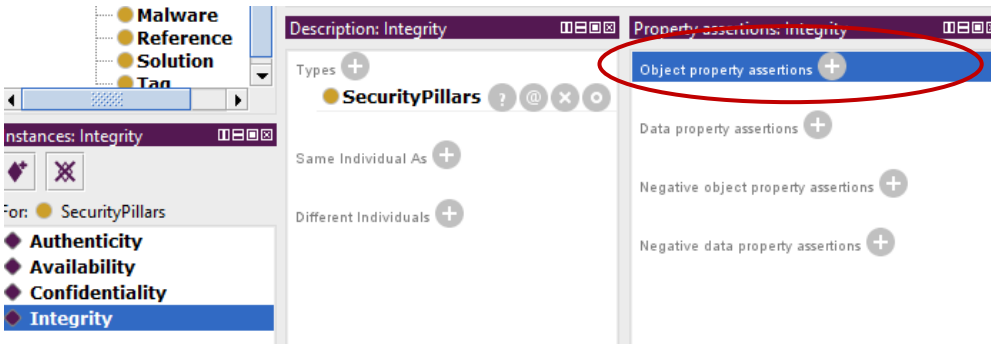 Malware
Reference
Solution
Tag
Instances: Integrity
For: SecurityPillars
Authenticity
Availability
Confidentiality
Integrity
Description: Integrity
Types
SecurityPillars
Same Individual As
Different Individuals
Property assertions: Integrity
Object property assertions
Data property assertions
Negative object property assertions
Negative data property assertions